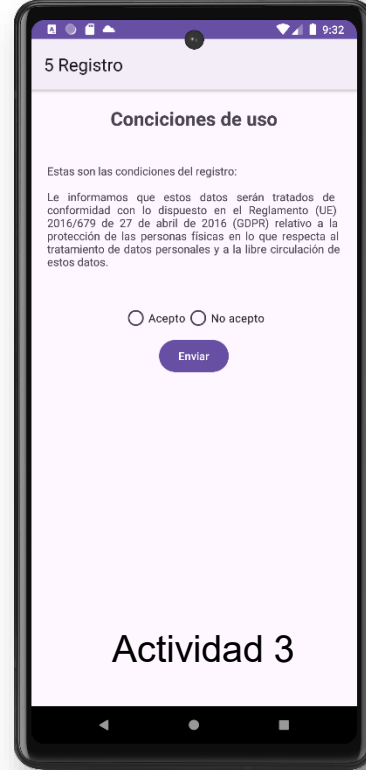 9:32
5 Registro
Conciciones de uso
Estas son las condiciones del registro:
Le informamos que estos datos serán tratados de
conformidad con lo dispuesto en el Reglamento (UE)
2016/679 de 27 de abril de 2016 (GDPR) relativo a la
protección de las personas físicas en lo que respecta al
tratamiento de datos personales y a la libre circulación de
estos datos.
Acepto No acepto
Enviar
Actividad 3